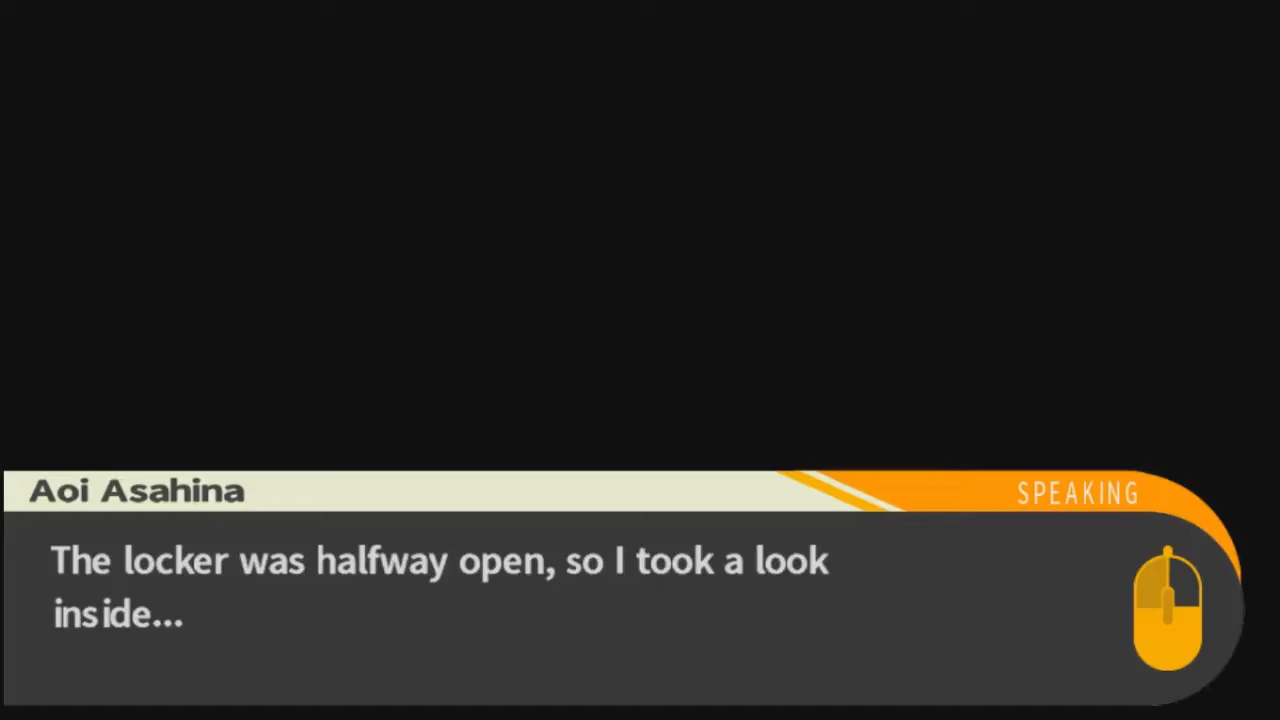 Aoi Asahina
SPEAKING
The locker was halfway open, so I took a look
inside...